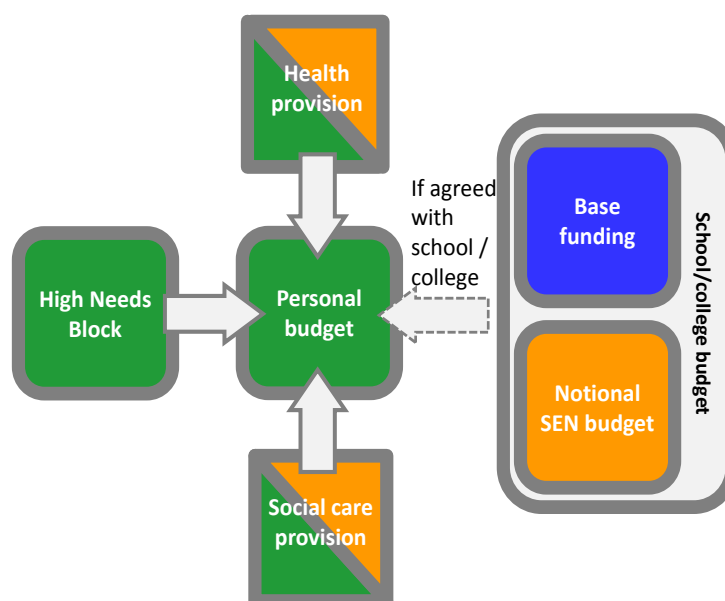 Health
provision
If agreed
with
school /
college
High Needs
Block
Personal
budget
Base
funding
Notional
SEN budget
School/college budget
Social care
provision